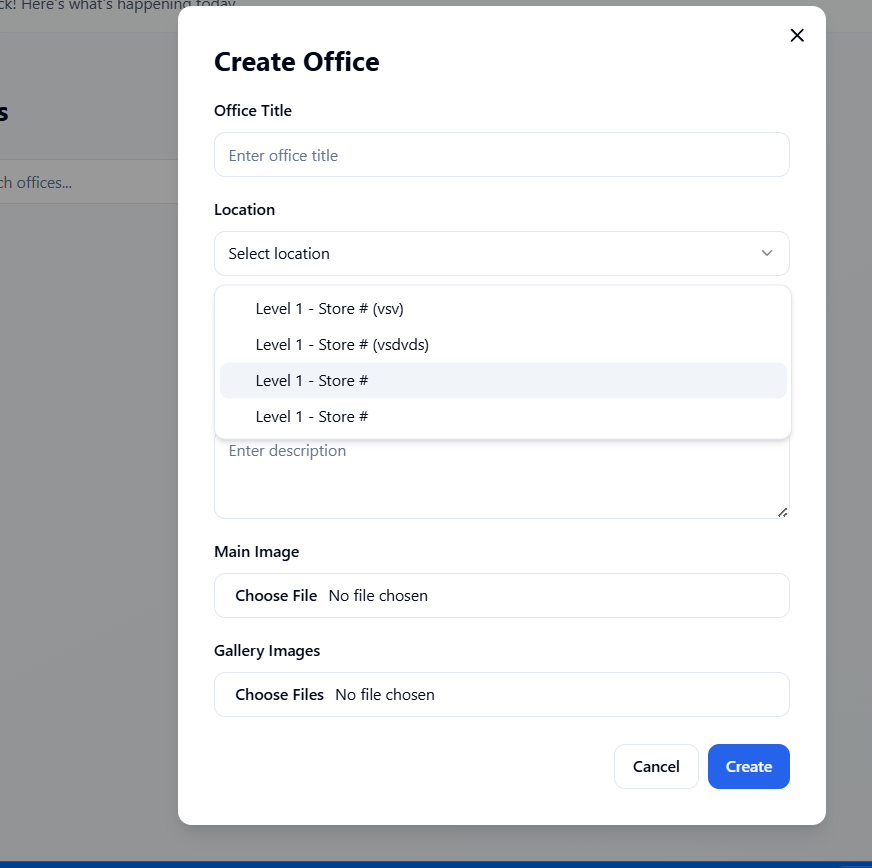 ck! Here's what's happening today.
Create Office
s
Office Title
Enter office title
ch offices...
Location
Select location
Level 1 - Store # (vsv)
Level 1 - Store # (vsdvds)
Level 1 - Store #
Level 1 - Store #
Enter description
Main Image
Choose File No file chosen
Gallery Images
Choose Files No file chosen
Cancel
Create